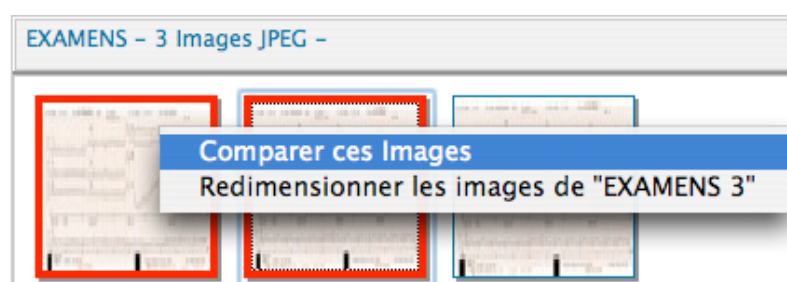 EXAMENS – 3 Images JPEG –
Comparer ces Images
Redimensionner les images de "EXAMENS 3"